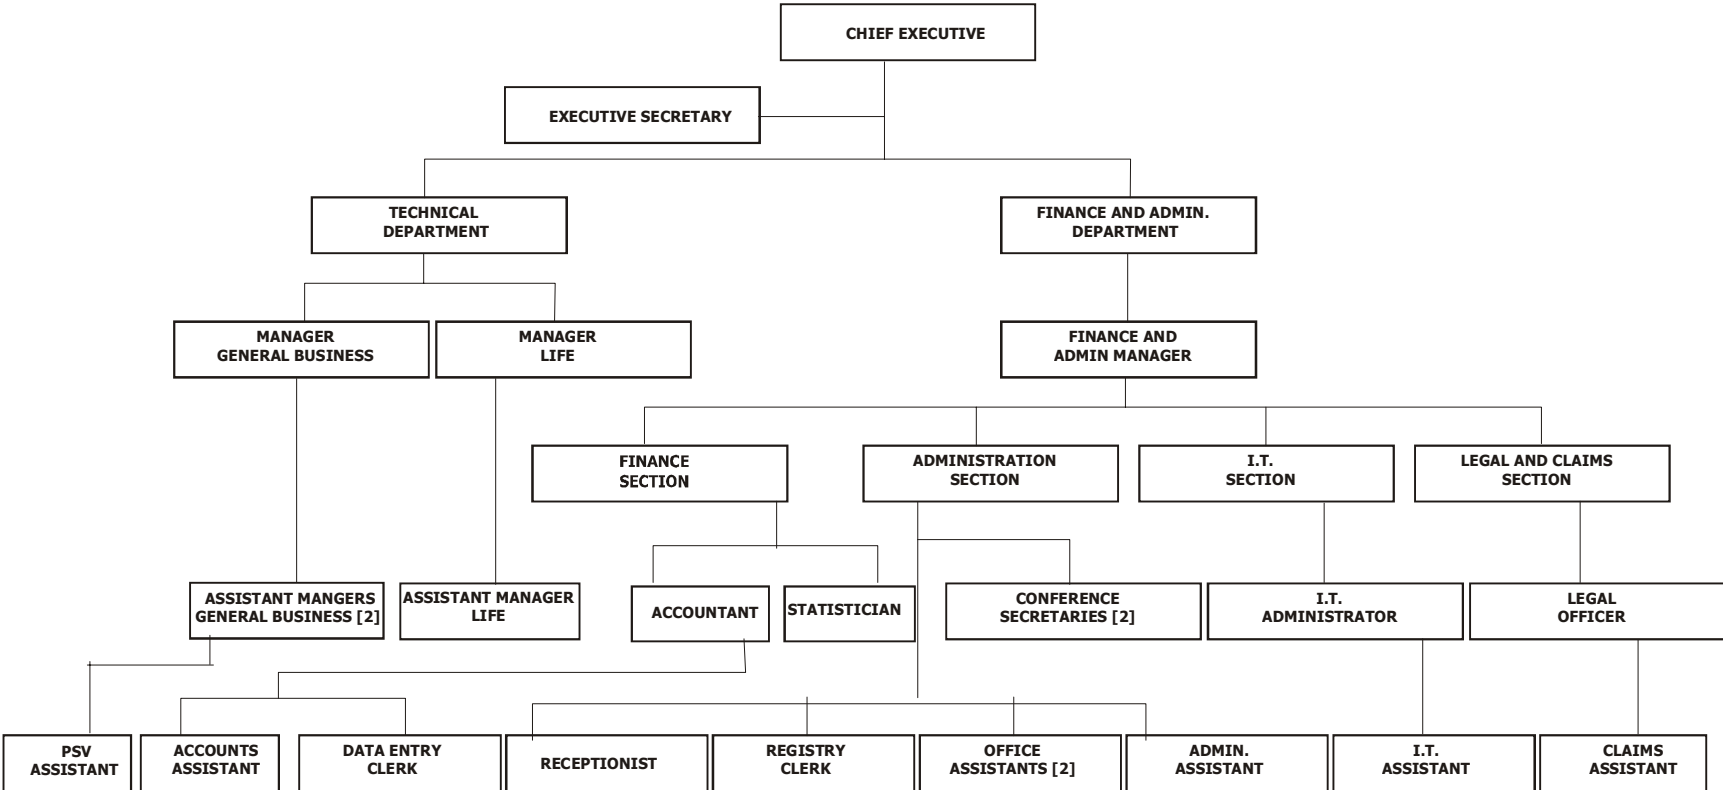 CHIEF EXECUTIVE
EXECUTIVE SECRETARY
TECHNICAL
DEPARTMENT
FINANCE AND ADMIN.
DEPARTMENT
MANAGER
GENERAL BUSINESS
MANAGER
LIFE
FINANCE AND
ADMIN MANAGER
FINANCE
SECTION
ADMINISTRATION
SECTION
I.T.
SECTION
LEGAL AND CLAIMS
SECTION
ASSISTANT MANGERS
GENERAL BUSINESS [2]
ASSISTANT MANAGER
LIFE
ACCOUNTANT
STATISTICIAN
CONFERENCE
SECRETARIES [2]
I.T.
ADMINISTRATOR
LEGAL
OFFICER
PSV
ASSISTANT
ACCOUNTS
ASSISTANT
DATA ENTRY
CLERK
RECEPTIONIST
REGISTRY
CLERK
OFFICE
ASSISTANTS [2]
ADMIN.
ASSISTANT
I.T.
ASSISTANT
CLAIMS
ASSISTANT